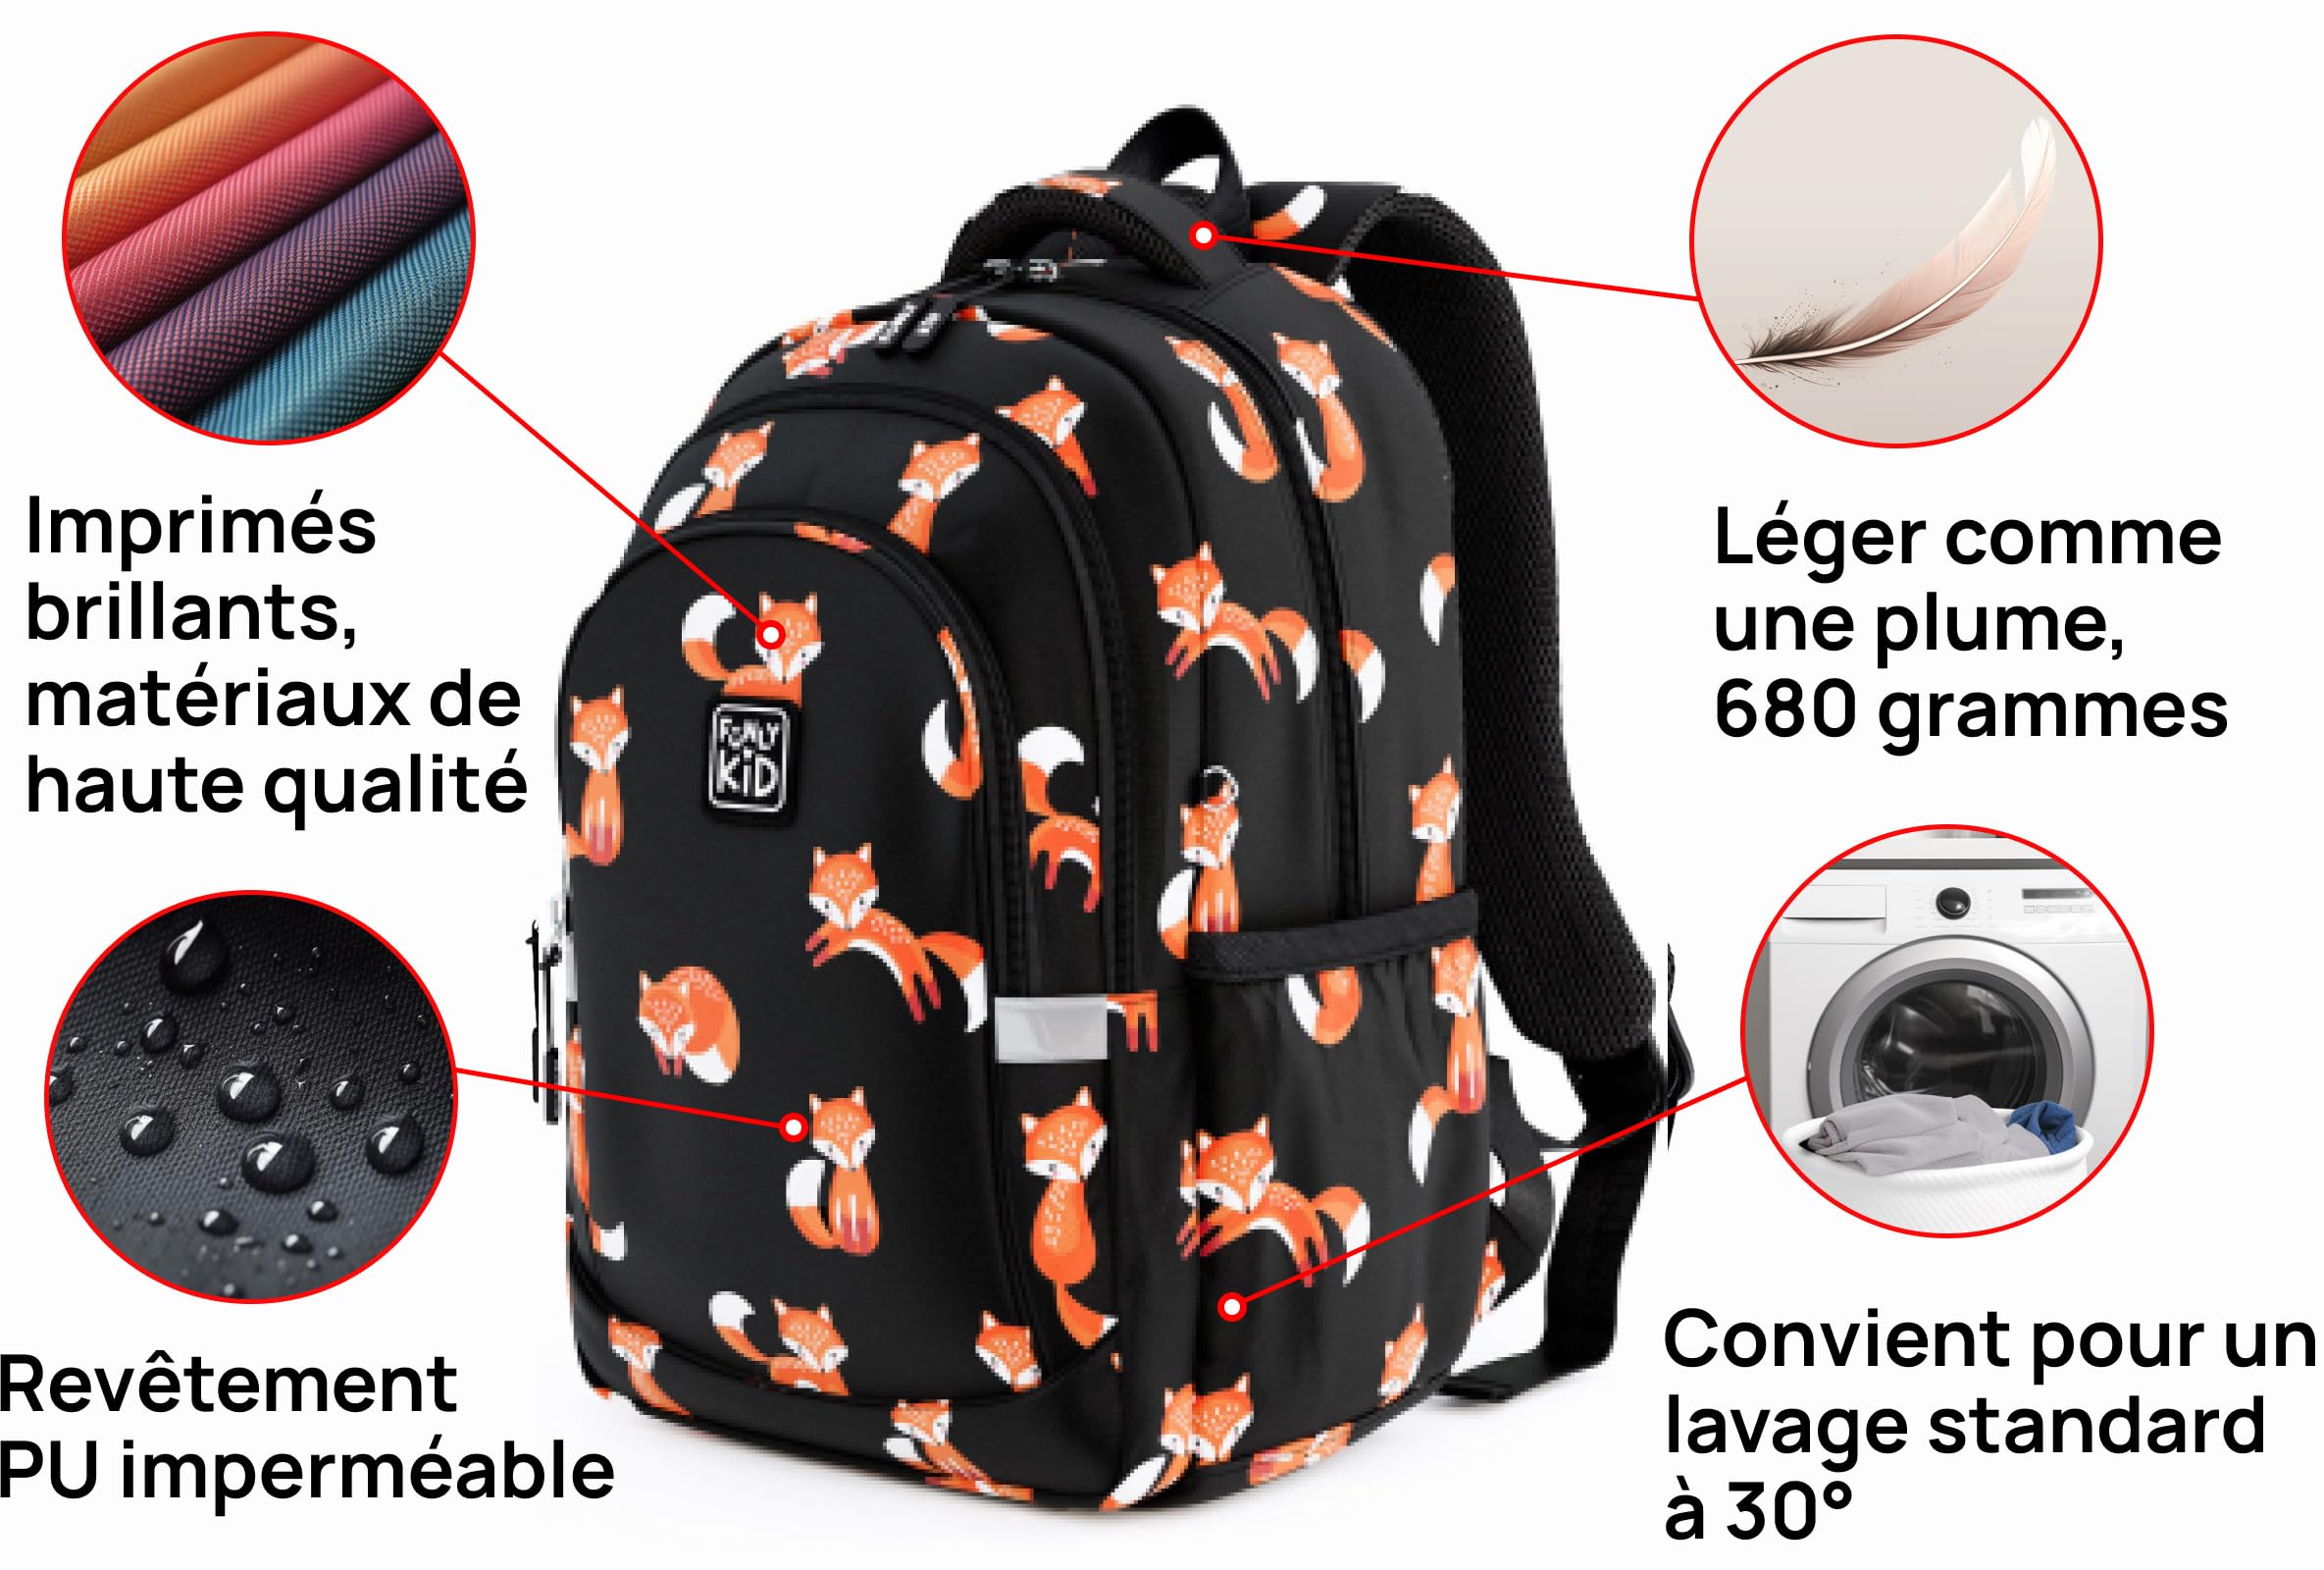 Imprimés
brillants,
matériaux de
haute qualité
Léger comme
une plume,
680 grammes
KiD
Revêtement
PU imperméable
Convient pour un
lavage standard
à 30°